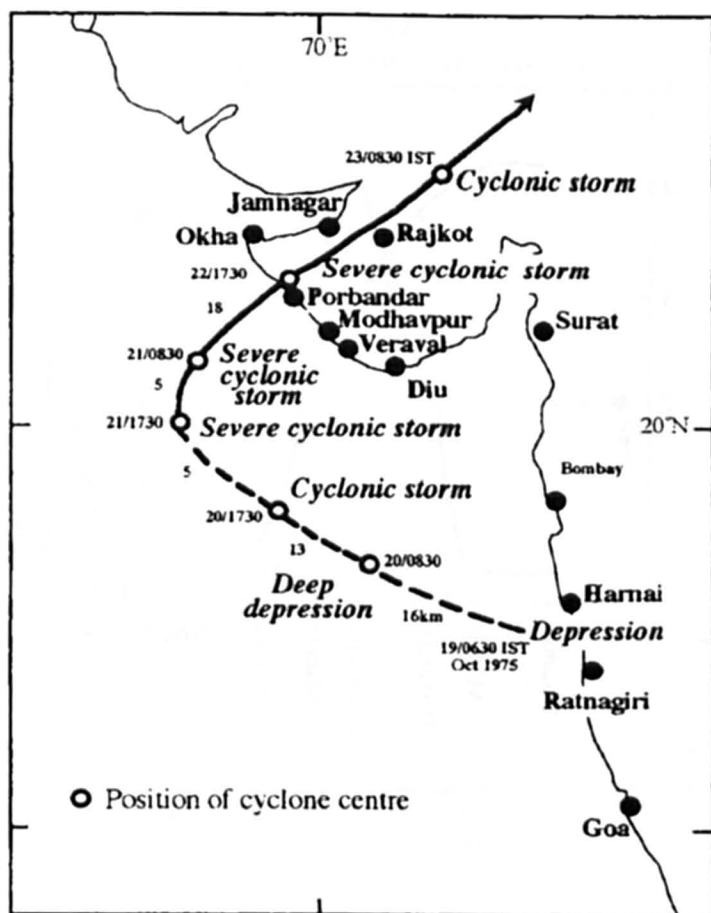 70°E
23/0830 IST
Cyclonic storm
Jamnagar
Okha
Rajkot
22/1730
Severe cyclonic storm
Porbandar
18
Modhavpur
Surat
Veraval
21/0830
Severe
cyclonic
storm
5
Diu
21/1730
Severe cyclonic storm
20°N
5
Cyclonic storm
Bombay
20/1730
13
20/0830
Deep
depression
Harnai
16km
Depression
19/0630 IST
Oct 1975
Ratnagiri
Position of cyclone centre
Goa